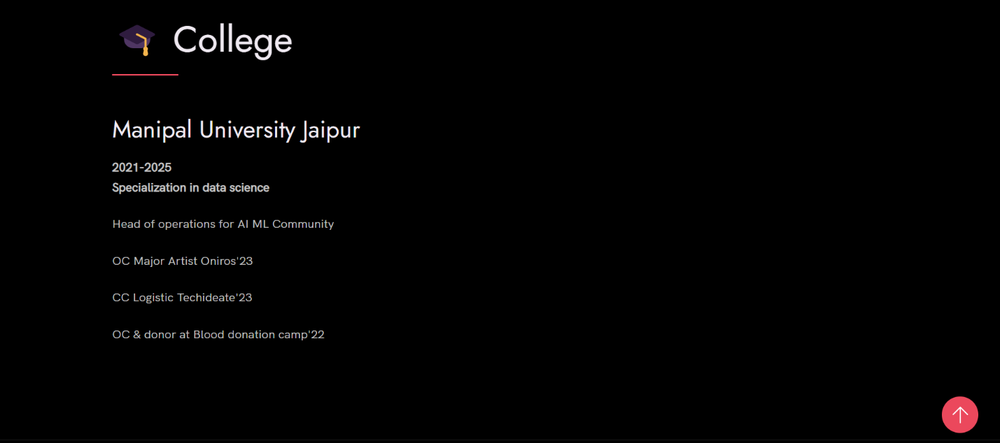 College
Manipal University Jaipur
2021-2025
Specialization in data science
Head of operations for AI ML Community
OC Major Artist Oniros'23
CC Logistic Techideate'23
OC & donor at Blood donation camp'22